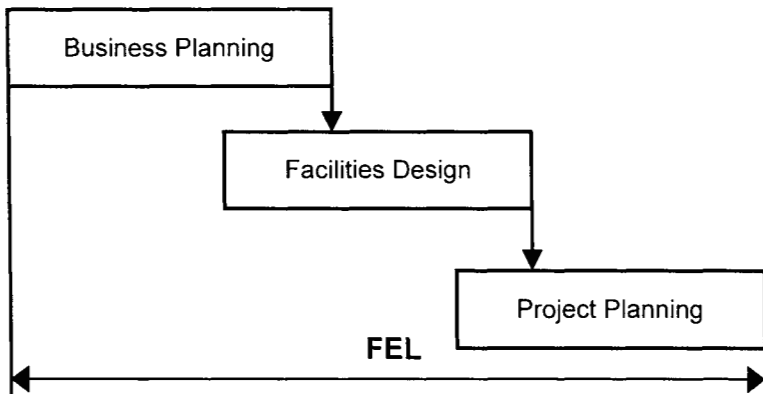 Business Planning
Facilities Design
Project Planning
FEL